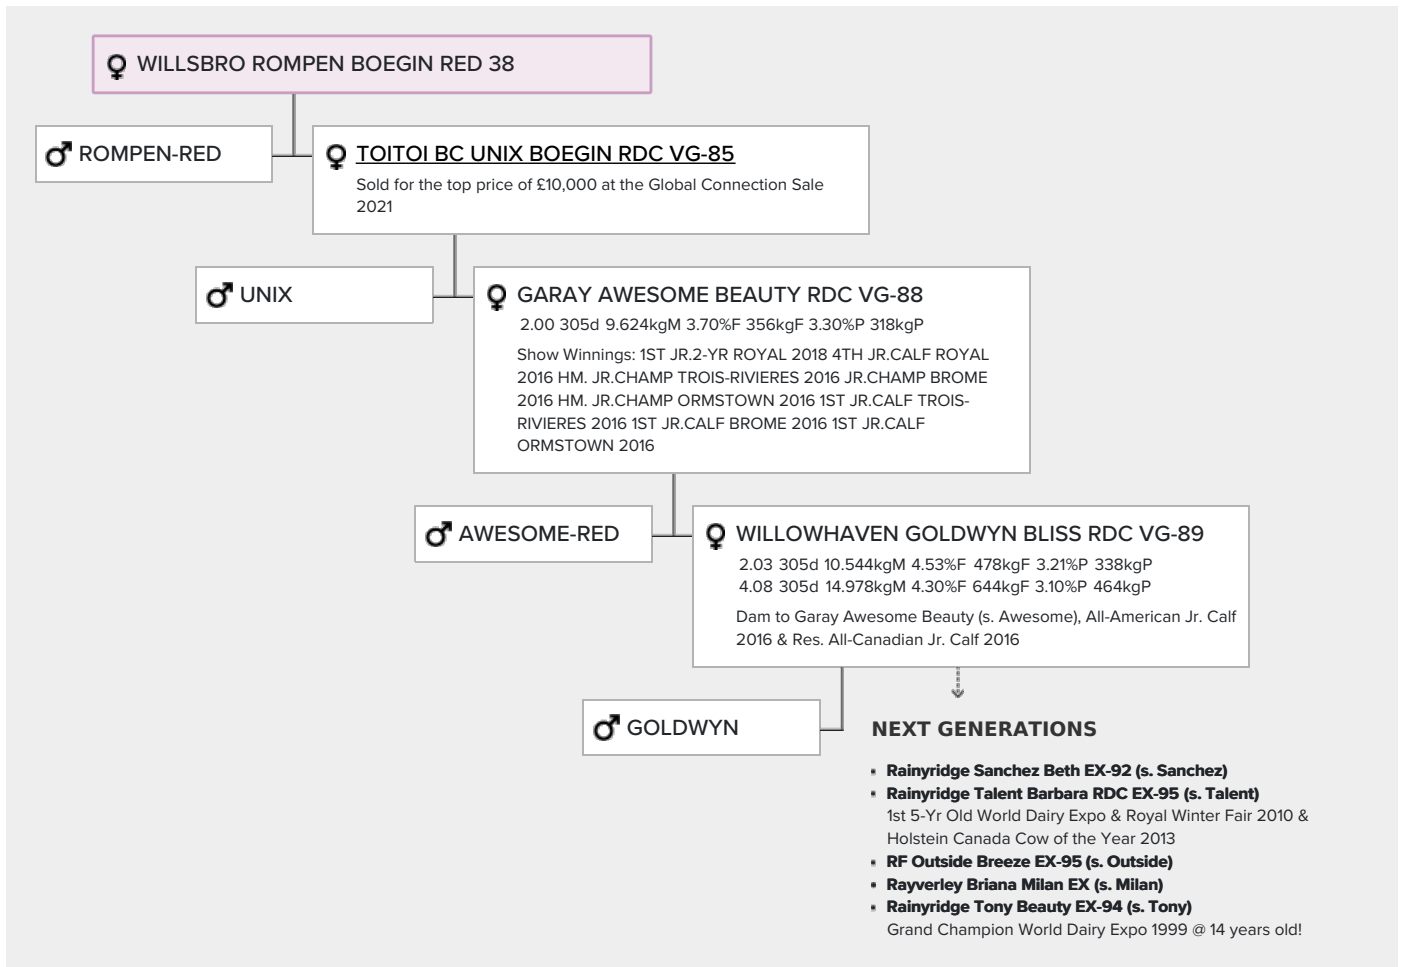 WILLSBRO ROMPEN BOEGIN RED 38
ROMPEN-RED
TOITOI BC UNIX BOEGIN RDC VG-85
Sold for the top price of £10,000 at the Global Connection Sale
2021
UNIX
GARAY AWESOME BEAUTY RDC VG-88
2.00 305d 9.624kgM 3.70%F 356kgF 3.30%P 318kgP
Show Winnings: 1ST JR.2-YR ROYAL 2018 4TH JR.CALF ROYAL
2016 HM. JR.CHAMP TROIS-RIVIERES 2016 JR.CHAMP BROME
2016 HM. JR.CHAMP ORMSTOWN 2016 1ST JR.CALF TROIS-
RIVIERES 2016 1ST JR.CALF BROME 2016 1ST JR.CALF
ORMSTOWN 2016
AWESOME-RED
WILLOWHAVEN GOLDWYN BLISS RDC VG-89
2.03 305d 10.544kgM 4.53%F 478kgF 3.21%P 338kgP
4.08 305d 14.978kgM 4.30%F 644kgF 3.10%P 464kgP
Dam to Garay Awesome Beauty (s. Awesome), All-American Jr. Calf
2016 & Res. All-Canadian Jr. Calf 2016
GOLDWYN
NEXT GENERATIONS
Rainyridge Sanchez Beth EX-92 (s. Sanchez)
Rainyridge Talent Barbara RDC EX-95 (s. Talent)
1st 5-Yr Old World Dairy Expo & Royal Winter Fair 2010 &
Holstein Canada Cow of the Year 2013
RF Outside Breeze EX-95 (s. Outside)
Rayverley Briana Milan EX (s. Milan)
Rainyridge Tony Beauty EX-94 (s. Tony)
Grand Champion World Dairy Expo 1999 @ 14 years old!